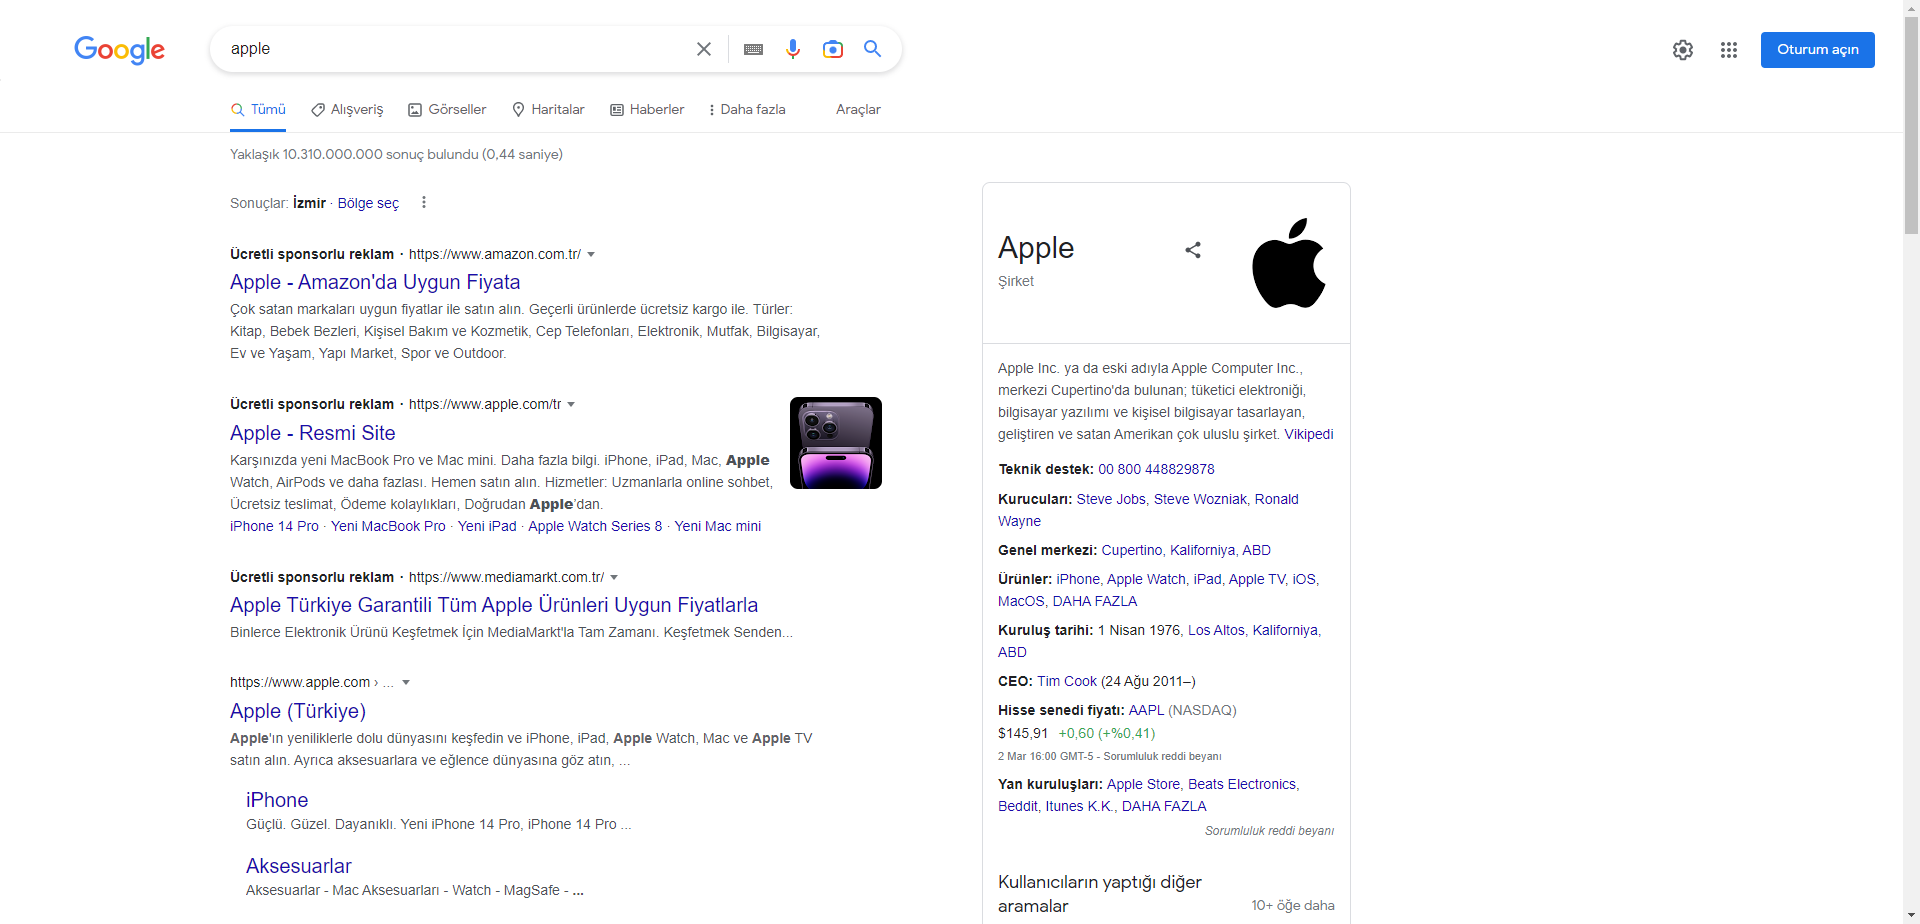 Google
apple
Oturum açın
Tümü
Alışveriş
Görseller
Haritalar
Haberler
Daha fazla
Araçlar
Yaklaşık 10.310.000.000 sonuç bulundu (0,44 saniye)
Sonuçlar: İzmir · Bölge seç
Ücretli sponsorlu reklam · https://www.amazon.com.tr/
Apple - Amazon'da Uygun Fiyata
Çok satan markaları uygun fiyatlar ile satın alın. Geçerli ürünlerde ücretsiz kargo ile. Türler:
Kitap, Bebek Bezleri, Kişisel Bakım ve Kozmetik, Cep Telefonları, Elektronik, Mutfak, Bilgisayar,
Ev ve Yaşam, Yapı Market, Spor ve Outdoor.
Ücretli sponsorlu reklam · https://www.apple.com/tr
Apple - Resmi Site
Karşınızda yeni MacBook Pro ve Mac mini. Daha fazla bilgi. iPhone, iPad, Mac, Apple
Watch, AirPods ve daha fazlası. Hemen satın alın. Hizmetler: Uzmanlarla online sohbet,
Ücretsiz teslimat, Ödeme kolaylıkları, Doğrudan Apple'dan.
iPhone 14 Pro · Yeni MacBook Pro · Yeni iPad · Apple Watch Series 8 · Yeni Mac mini
Ücretli sponsorlu reklam · https://www.mediamarkt.com.tr/
Apple Türkiye Garantili Tüm Apple Ürünleri Uygun Fiyatlarla
Binlerce Elektronik Ürünü Keşfetmek İçin MediaMarkt'la Tam Zamanı. Keşfetmek Senden...
https://www.apple.com › ...
Apple (Türkiye)
Apple'ın yeniliklerle dolu dünyasını keşfedin ve iPhone, iPad, Apple Watch, Mac ve Apple TV
satın alın. Ayrıca aksesuarlara ve eğlence dünyasına göz atın, ...
iPhone
Güçlü. Güzel. Dayanıklı. Yeni iPhone 14 Pro, iPhone 14 Pro ...
Aksesuarlar
Aksesuarlar - Mac Aksesuarları - Watch - MagSafe - ...
Apple
Şirket
Apple Inc. ya da eski adıyla Apple Computer Inc.,
merkezi Cupertino'da bulunan; tüketici elektroniği,
bilgisayar yazılımı ve kişisel bilgisayar tasarlayan,
geliştiren ve satan Amerikan çok uluslu şirket. Vikipedi
Teknik destek: 00 800 448829878
Kurucuları: Steve Jobs, Steve Wozniak, Ronald
Wayne
Genel merkezi: Cupertino, Kaliforniya, ABD
Ürünler: iPhone, Apple Watch, iPad, Apple TV, iOS,
MacOS, DAHA FAZLA
Kuruluş tarihi: 1 Nisan 1976, Los Altos, Kaliforniya,
ABD
CEO: Tim Cook (24 Ağu 2011–)
Hisse senedi fiyatı: AAPL (NASDAQ)
$145,91 +0,60 (+%0,41)
2 Mar 16:00 GMT-5 - Sorumluluk reddi beyanı
Yan kuruluşları: Apple Store, Beats Electronics,
Beddit, Itunes K.K., DAHA FAZLA
Sorumluluk reddi beyanı
Kullanıcıların yaptığı diğer
aramalar
10+ öğe daha